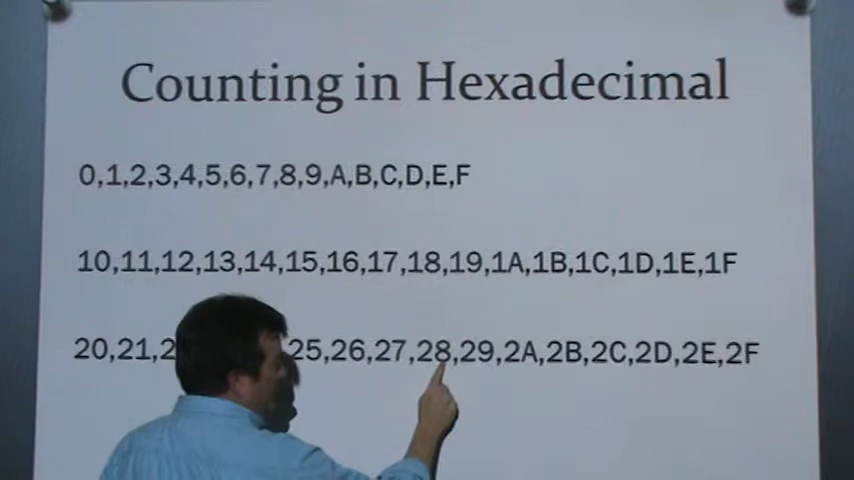 Counting in Hexadecimal
0,1,2,3,4,5,6,7,8,9,A,B,C,D,E,F
10,11,12,13,14,15,16,17,18,19,1A,1B,1C,1D,1E,1F
20,21,2 25,26,27,28,29,2A,2B,2C,2D,2E,2F